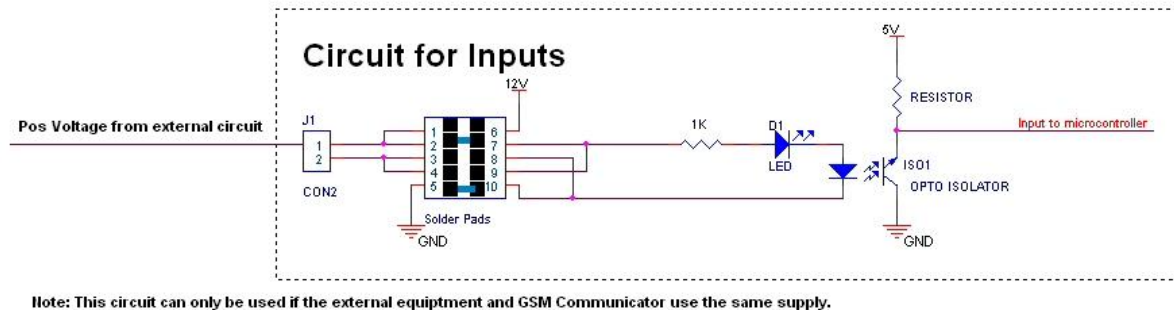 Circuit for Inputs
5V
12V
RESISTOR
Pos Voltage from external circuit
J1
1K
D1
Input to microcontroller
1
2
1
2
3
4
5
6
7
8
9
10
LED
ISO1
OPTO ISOLATOR
CON2
Solder Pads
GND
GND
Note: This circuit can only be used if the external equiptment and GSM Communicator use the same supply.